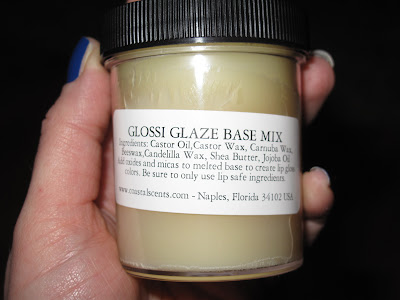 GLOSSI GLAZE BASE MIX
Ingredients: Castor Oil,Castor Wax, Carnuba Wax,
Beeswax,Candelilla Wax, Shea Butter, Jojoba Oil
Add oxides and micas to melted base to create lip gloss
colors. Be sure to only use lip safe ingredients.
www.coastalscents.com - Naples, Florida 34102 USA